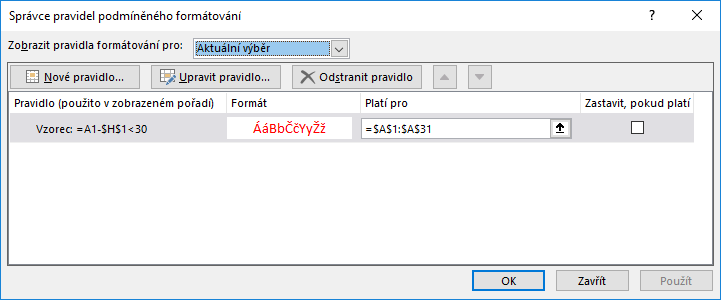 Správce pravidel podmíněného formátování ? ×
Zobrazit pravidla formátování pro: Aktuální výběr
Nové pravidlo... Upravit pravidlo... Odstranit pravidlo
Pravidlo (použito v zobrazeném pořadí) Formát Platí pro Zastavit, pokud platí
Vzorec: =A1-$H$1<30 ÁáBbČčYyŽž =$A$1:$A$31
OK Zavřít Použít